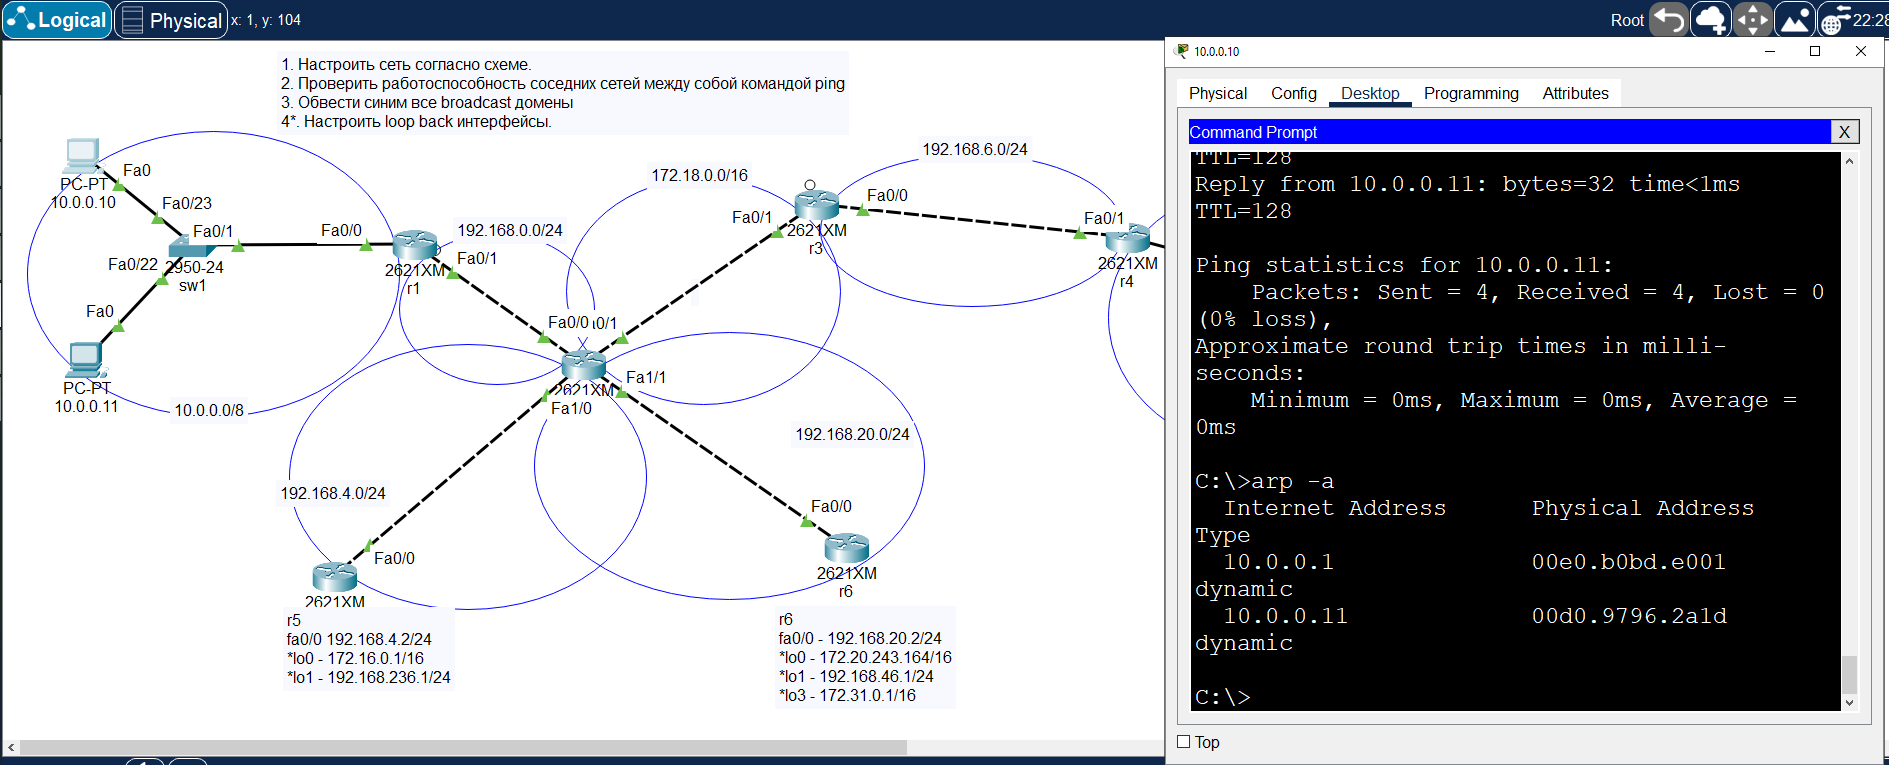 Logical
Physical
x: 1, y: 104
Root
22:28
1. Настроить сеть согласно схеме.
2. Проверить работоспособность соседних сетей между собой командой ping
3. Обвести синим все broadcast домены
4*. Настроить loop back интерфейсы.
PC-PT
10.0.0.10
Fa0
Fa0/23
Fa0/1
Fa0/22
2950-24
sw1
Fa0
PC-PT
10.0.0.11
10.0.0.0/8
Fa0/0
2621XM
r1
Fa0/1
192.168.0.0/24
172.18.0.0/16
Fa0/1
2621XM
r3
Fa0/0
192.168.6.0/24
Fa0/1
2621XM
r4
Fa0/0
a0/1
2621XM
Fa1/1
Fa1/0
192.168.20.0/24
192.168.4.0/24
Fa0/0
2621XM
Fa0/0
2621XM
r6
r5
fa0/0 192.168.4.2/24
*lo0 - 172.16.0.1/16
*lo1 - 192.168.236.1/24
r6
fa0/0 - 192.168.20.2/24
*lo0 - 172.20.243.164/16
*lo1 - 192.168.46.1/24
*lo3 - 172.31.0.1/16
10.0.0.10
Physical Config Desktop Programming Attributes
Command Prompt
X
TTL=128
Reply from 10.0.0.11: bytes=32 time<1ms
TTL=128
Ping statistics for 10.0.0.11:
Packets: Sent = 4, Received = 4, Lost = 0
(0% loss),
Approximate round trip times in milli-
seconds:
Minimum = 0ms, Maximum = 0ms, Average =
0ms
C:\>arp -a
Internet Address Physical Address
Type
10.0.0.1 00e0.b0bd.e001
dynamic
10.0.0.11 00d0.9796.2a1d
dynamic
C:\>
Top